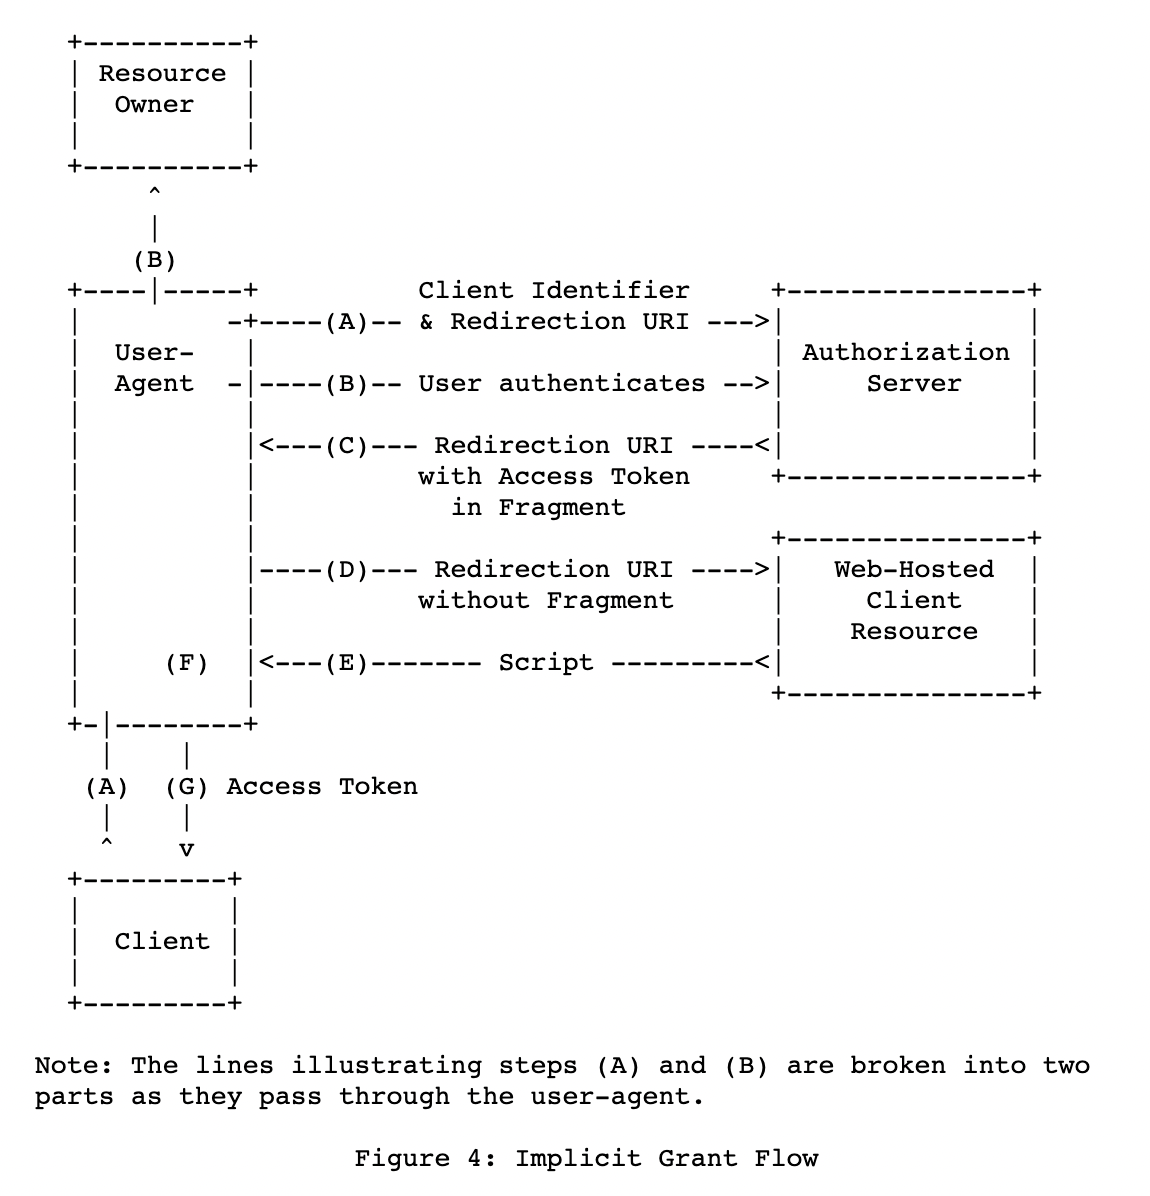 +----------+
| Resource |
|  Owner   |
|          |
+----------+
     ^
     |
    (B)
+----|-----+          Client Identifier     +---------------+
|         -+----(A)-- & Redirection URI --->|               |
|  User-   |                                | Authorization |
|  Agent  -|----(B)-- User authenticates -->|     Server    |
|          |                                |               |
|          |<---(C)--- Redirection URI ----<|               |
|          |          with Access Token     +---------------+
|          |            in Fragment
|          |                                +---------------+
|          |----(D)--- Redirection URI ---->|   Web-Hosted  |
|          |          without Fragment      |     Client    |
|          |                                |    Resource   |
|     (F)  |<---(E)------- Script ---------<|               |
|          |                                +---------------+
+-|--------+
  |    |
 (A)  (G) Access Token
  |    |
  ^    v
+---------+
|         |
|  Client |
|         |
+---------+
Note: The lines illustrating steps (A) and (B) are broken into two
parts as they pass through the user-agent.
Figure 4: Implicit Grant Flow